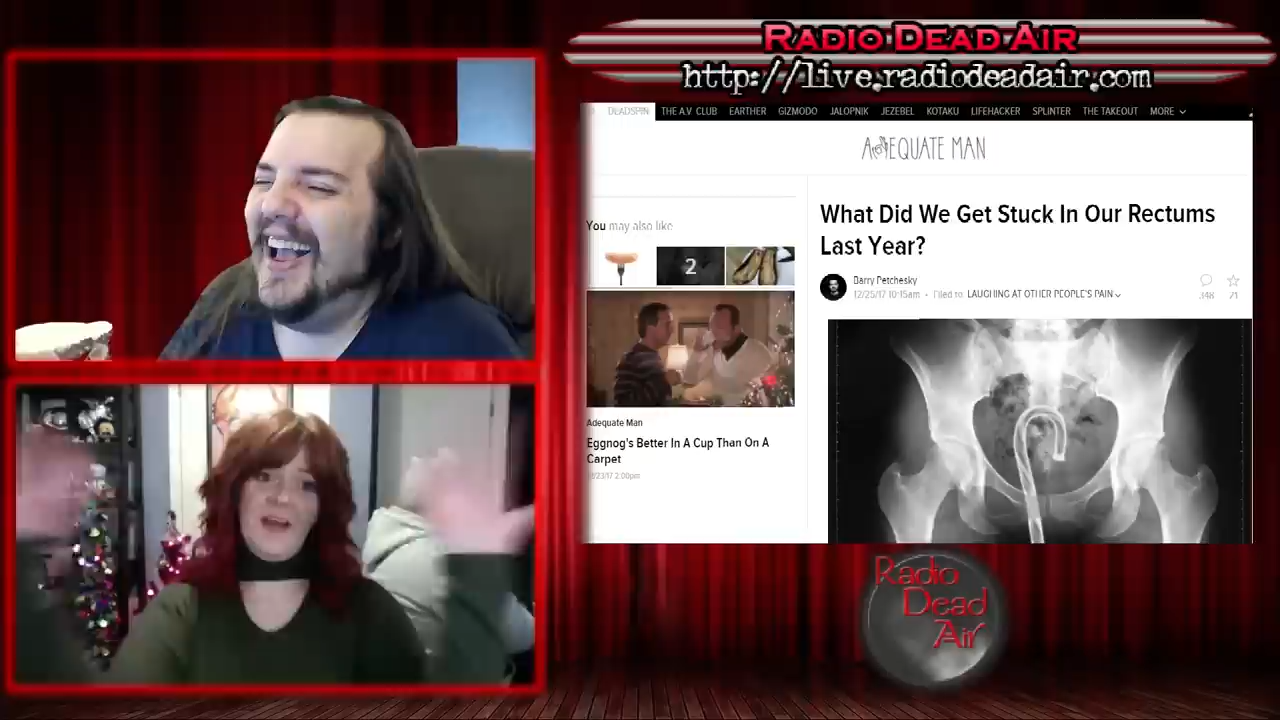 Radio Dead Air
http://live.radiodeadair.com
DEADSPIN THE A.V. CLUB EARTHER GIZMODO JALOPNIK JEZEBEL KOTAKU LIFEHACKER SPLINTER THE TAKEOUT MORE
ADEQUATE MAN
You may also like
2
Adequate Man
Eggnog's Better In A Cup Than On A
Carpet
What Did We Get Stuck In Our Rectums
Last Year?
Barry Petchesky
12/25/17 10:15am • Filed to: LAUGHING AT OTHER PEOPLE'S PAIN
Radio
Dead
Air